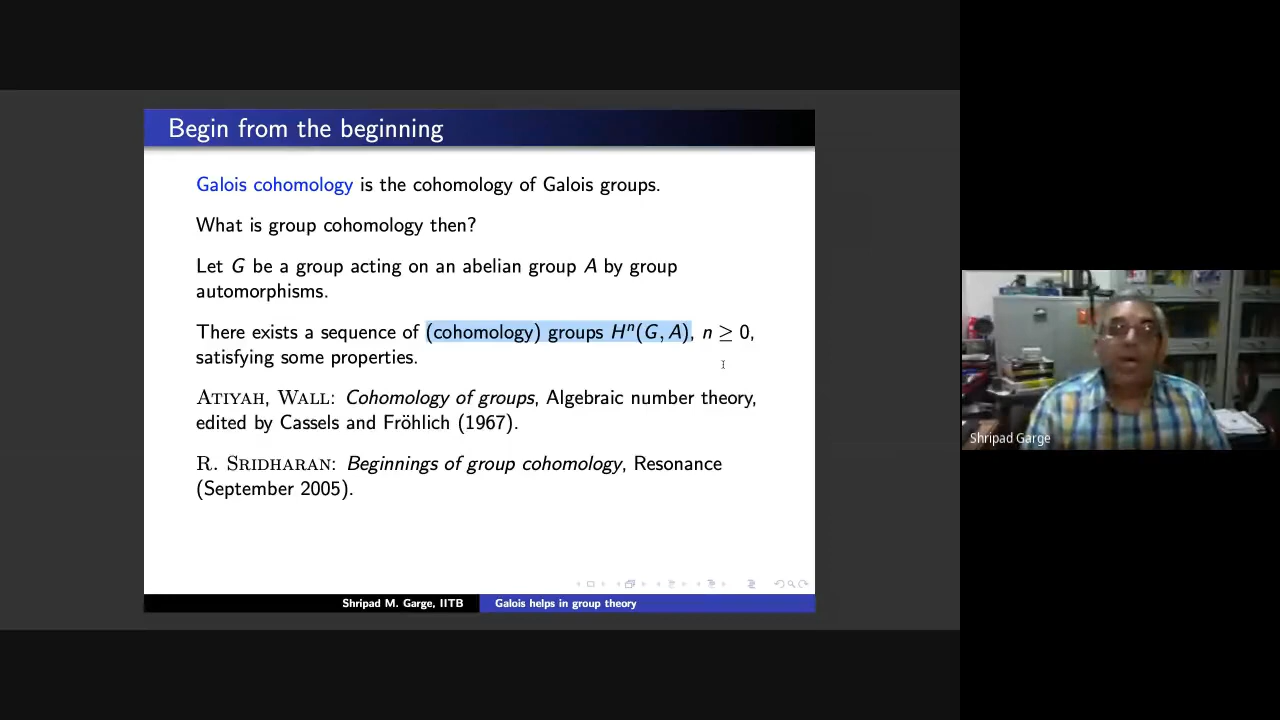 Begin from the beginning
Galois cohomology is the cohomology of Galois groups.
What is group cohomology then?
Let G be a group acting on an abelian group A by group
automorphisms.
There exists a sequence of (cohomology) groups Hⁿ(G, A), n ≥ 0,
satisfying some properties.
ATIYAH, WALL: Cohomology of groups, Algebraic number theory,
edited by Cassels and Fröhlich (1967).
R. SRIDHARAN: Beginnings of group cohomology, Resonance
(September 2005).
Shripad M. Garge, IITB
Galois helps in group theory
Shripad Garge